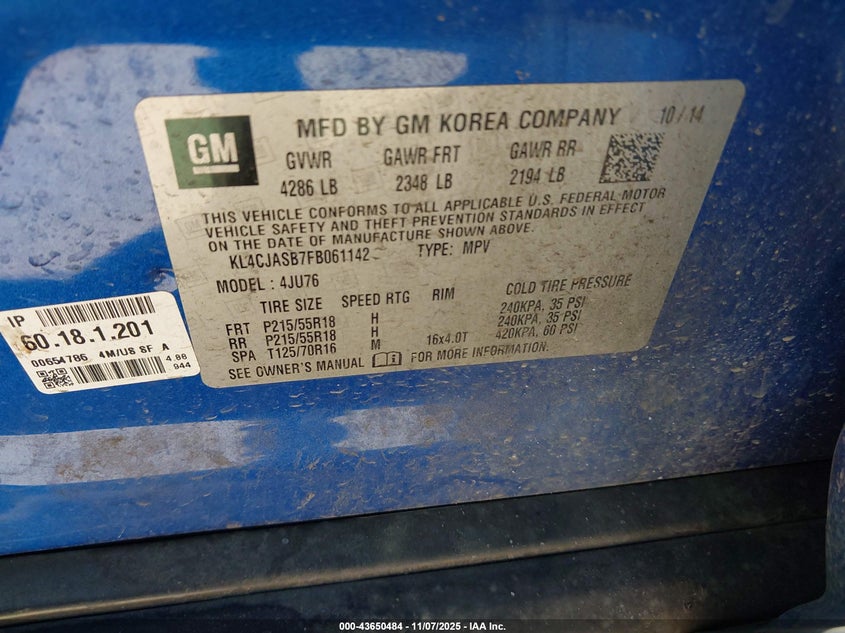 GM
MFD BY GM KOREA COMPANY 10/14
GVWR GAWR FRT GAWR RR
4286 LB 2348 LB 2194 LB
THIS VEHICLE CONFORMS TO ALL APPLICABLE U.S. FEDERAL MOTOR
VEHICLE SAFETY AND THEFT PREVENTION STANDARDS IN EFFECT
ON THE DATE OF MANUFACTURE SHOWN ABOVE.
KL4CJASB7FB061142 TYPE: MPV
MODEL : 4JU76
TIRE SIZE SPEED RTG RIM COLD TIRE PRESSURE
FRT P215/55R18 H 240KPA, 35 PSI
RR P215/55R18 H 240KPA, 35 PSI
SPA T125/70R16 M 16x4.0T 420KPA, 60 PSI
SEE OWNER'S MANUAL FOR MORE INFORMATION.
IP
60.18.1.201
00654786 4M/U8 SF A
4.88
944
000-43650484 - 11/07/2025 - IAA Inc.